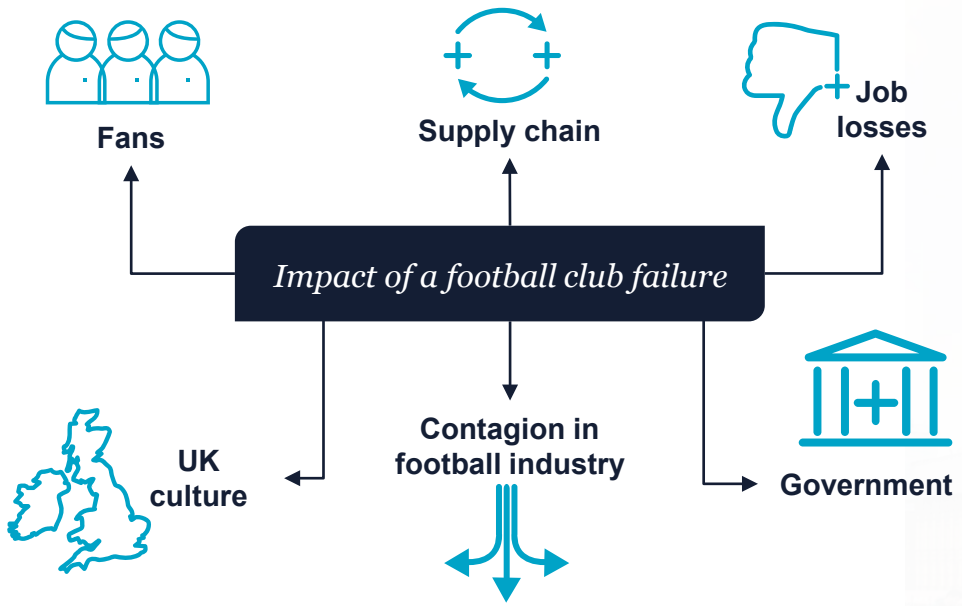 Fans
Supply chain
Job
losses
Impact of a football club failure
UK
culture
Contagion in
football industry
Government